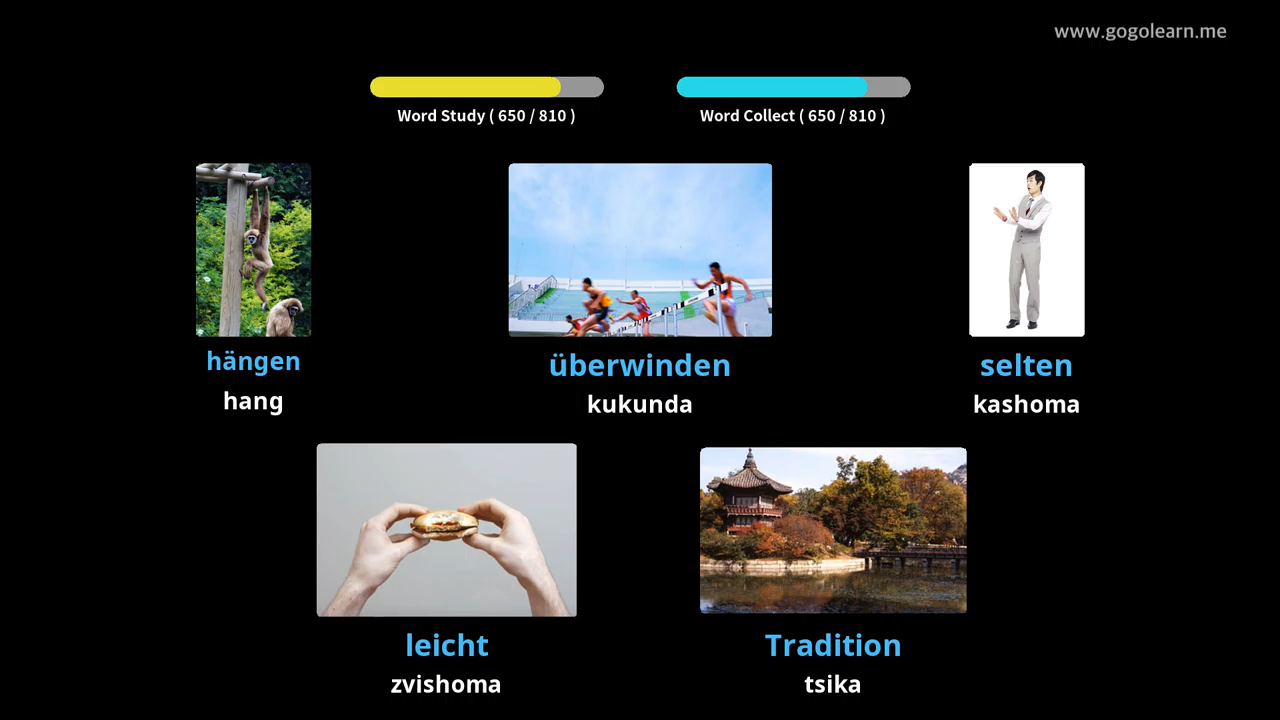 www.gogolearn.me
Word Study ( 650 / 810 )
Word Collect ( 650 / 810 )
hängen
hang
überwinden
kukunda
selten
kashoma
leicht
zvishoma
Tradition
tsika